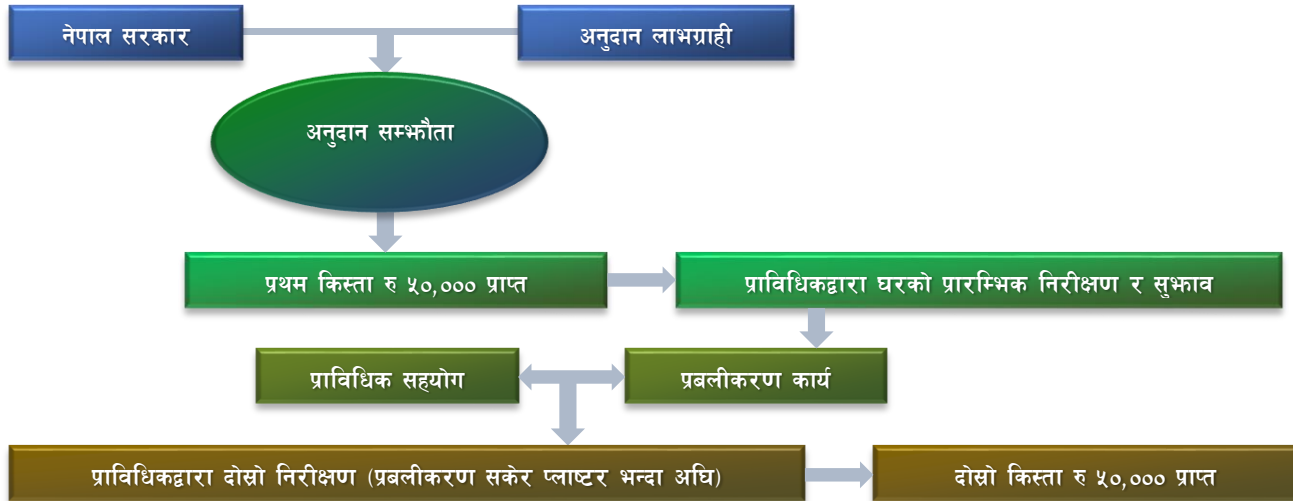 नेपाल सरकार
अनुदान लाभग्राही
अनुदान सम्झौता
प्रथम किस्ता रु ५०,००० प्राप्त
प्राविधिकद्वारा घरको प्रारम्भिक निरीक्षण र सुझाव
प्राविधिक सहयोग
प्रबलीकरण कार्य
प्राविधिकद्वारा दोस्रो निरीक्षण (प्रबलीकरण सकेर प्लाष्टर भन्दा अघि)
दोस्रो किस्ता रु ५०,००० प्राप्त